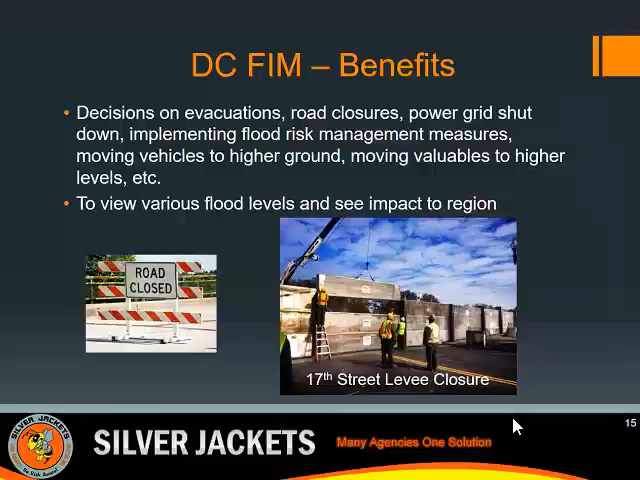 DC FIM – Benefits
• Decisions on evacuations, road closures, power grid shut
down, implementing flood risk management measures,
moving vehicles to higher ground, moving valuables to higher
levels, etc.
• To view various flood levels and see impact to region
ROAD
CLOSED
17th Street Levee Closure
15
SILVER JACKETS
SILVER JACKETS
Many Agencies One Solution